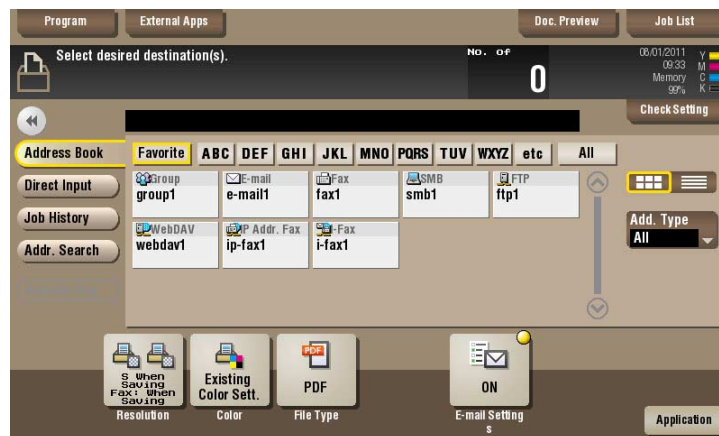 Program
External Apps
Doc. Preview
Job List
Select desired destination(s).
No. of
0
08/01/2011
09:33
Memory
99%
Y
M
C
K
Check Setting
Address Book
Favorite
ABC
DEF
GHI
JKL
MNO
PQRS
TUV
WXYZ
etc
All
Direct Input
Job History
Addr. Search
Group
group1
E-mail
e-mail1
Fax
fax1
SMB
smb1
FTP
ftp1
WebDAV
webdav1
IP Addr. Fax
ip-fax1
I-Fax
i-fax1
Add. Type
All
S When
Saving
Fax: When
Saving
Resolution
Existing
Color Sett.
Color
PDF
PDF
File Type
ON
E-mail Setting
s
Application